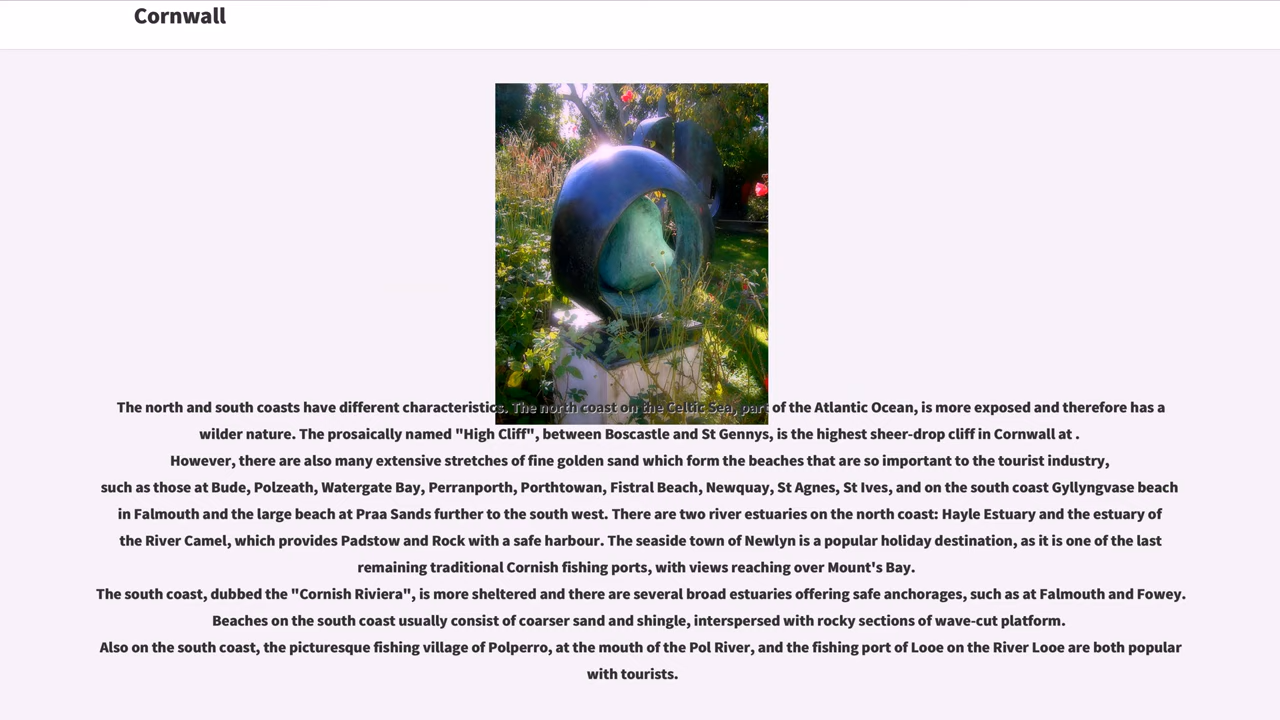 Cornwall
The north and south coasts have different characteristics. The north coast on the Celtic Sea, part of the Atlantic Ocean, is more exposed and therefore has a
wilder nature. The prosaically named "High Cliff", between Boscastle and St Gennys, is the highest sheer-drop cliff in Cornwall at .
However, there are also many extensive stretches of fine golden sand which form the beaches that are so important to the tourist industry,
such as those at Bude, Polzeath, Watergate Bay, Perranporth, Porthtowan, Fistral Beach, Newquay, St Agnes, St Ives, and on the south coast Gyllyngvase beach
in Falmouth and the large beach at Praa Sands further to the south west. There are two river estuaries on the north coast: Hayle Estuary and the estuary of
the River Camel, which provides Padstow and Rock with a safe harbour. The seaside town of Newlyn is a popular holiday destination, as it is one of the last
remaining traditional Cornish fishing ports, with views reaching over Mount's Bay.
The south coast, dubbed the "Cornish Riviera", is more sheltered and there are several broad estuaries offering safe anchorages, such as at Falmouth and Fowey.
Beaches on the south coast usually consist of coarser sand and shingle, interspersed with rocky sections of wave-cut platform.
Also on the south coast, the picturesque fishing village of Polperro, at the mouth of the Pol River, and the fishing port of Looe on the River Looe are both popular
with tourists.